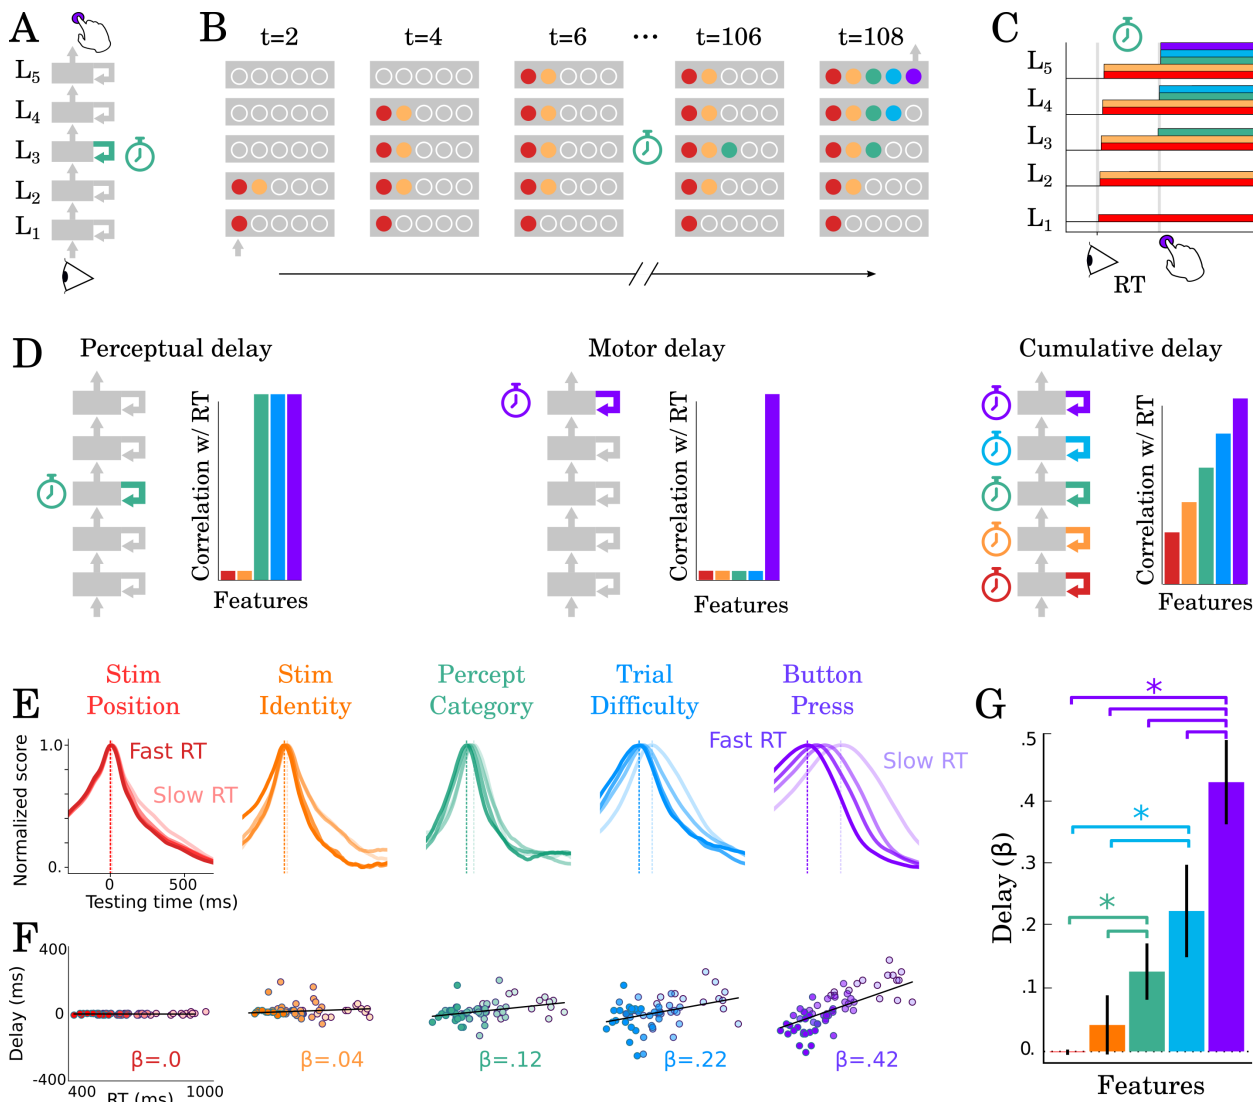 A
L5
L4
L3
L2
L1
B
t=2 t=4 t=6 ... t=106 t=108
C
L5
L4
L3
L2
L1
RT
D
Perceptual delay
Correlation w/ RT
Features
Motor delay
Correlation w/ RT
Features
Cumulative delay
Correlation w/ RT
Features
E
Stim
Position
Stim
Identity
Percept
Category
Trial
Difficulty
Button
Press
Fast RT
Slow RT
Fast RT
Slow RT
Normalized score
1.0
0.
0 500
Testing time (ms)
F
Delay (ms)
400
0
-400
400 1000
RT (ms)
β=.0
β=.04
β=.12
β=.22
β=.42
G
* * *
Delay (β)
.5
.4
.3
.2
.1
0.
Features